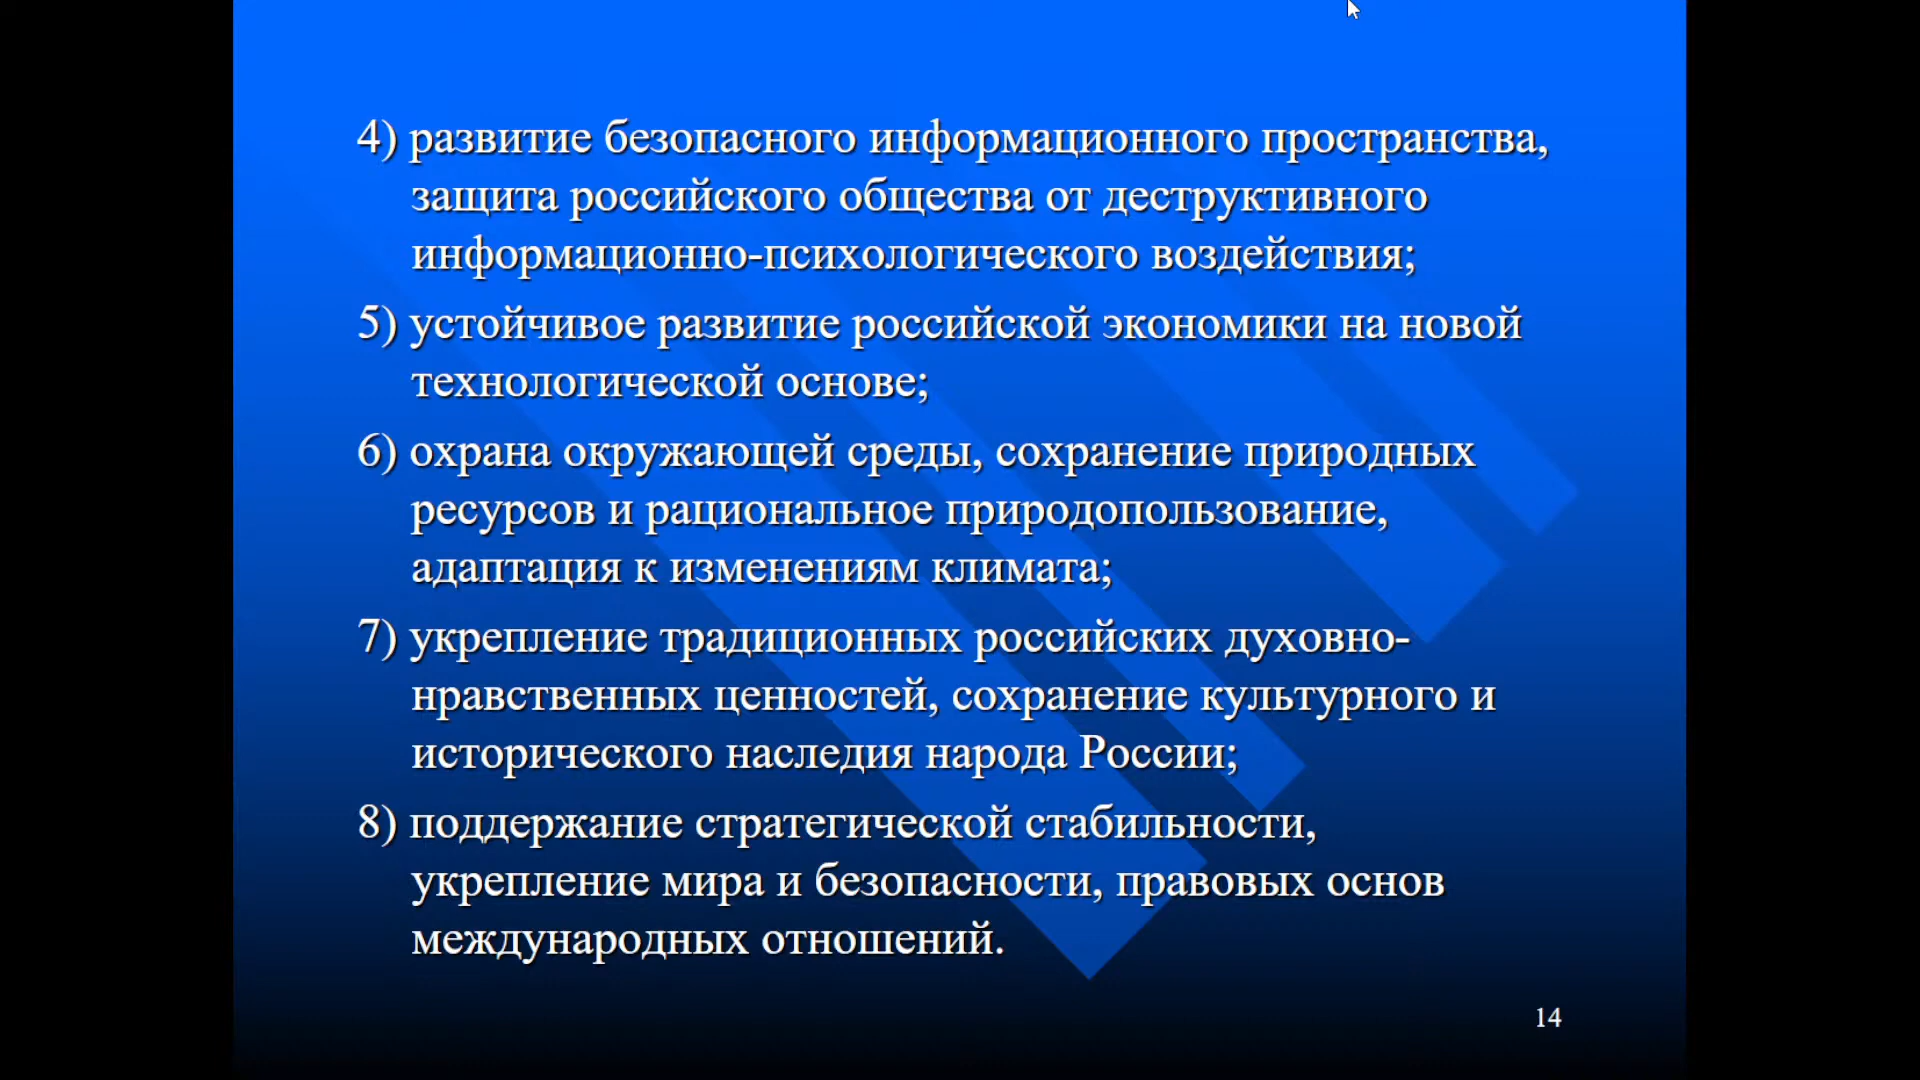 4) развитие безопасного информационного пространства,
защита российского общества от деструктивного
информационно-психологического воздействия;
5) устойчивое развитие российской экономики на новой
технологической основе;
6) охрана окружающей среды, сохранение природных
ресурсов и рациональное природопользование,
адаптация к изменениям климата;
7) укрепление традиционных российских духовно-
нравственных ценностей, сохранение культурного и
исторического наследия народа России;
8) поддержание стратегической стабильности,
укрепление мира и безопасности, правовых основ
международных отношений.
14